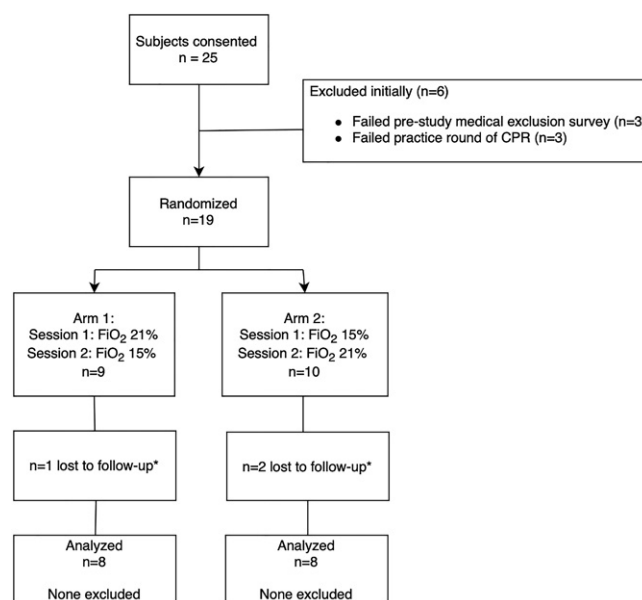 Subjects consented
n = 25
Excluded initially (n=6)
• Failed pre-study medical exclusion survey (n=3
• Failed practice round of CPR (n=3)
Randomized
n=19
Arm 1:
Session 1: FiO₂ 21%
Session 2: FiO₂ 15%
n=9
Arm 2:
Session 1: FiO₂ 15%
Session 2: FiO₂ 21%
n=10
n=1 lost to follow-up*
n=2 lost to follow-up*
Analyzed
n=8
None excluded
Analyzed
n=8
None excluded